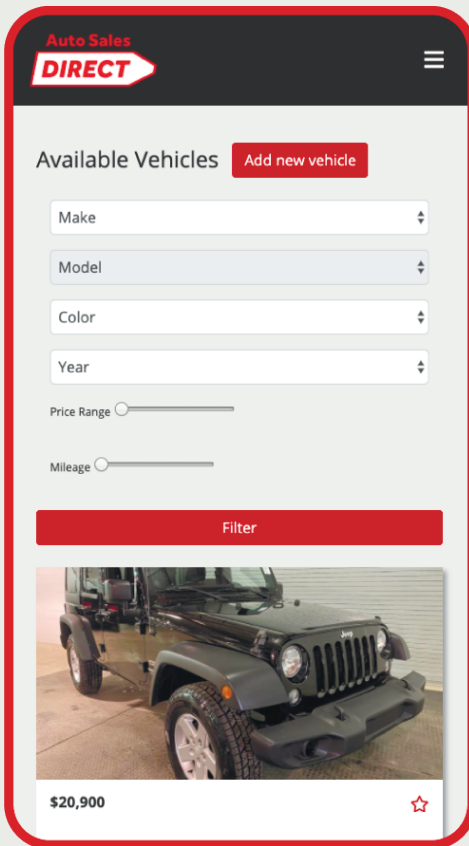 Auto Sales
DIRECT
Available Vehicles
Add new vehicle
Make
Model
Color
Year
Price Range
Mileage
Filter
Jeep
$20,900